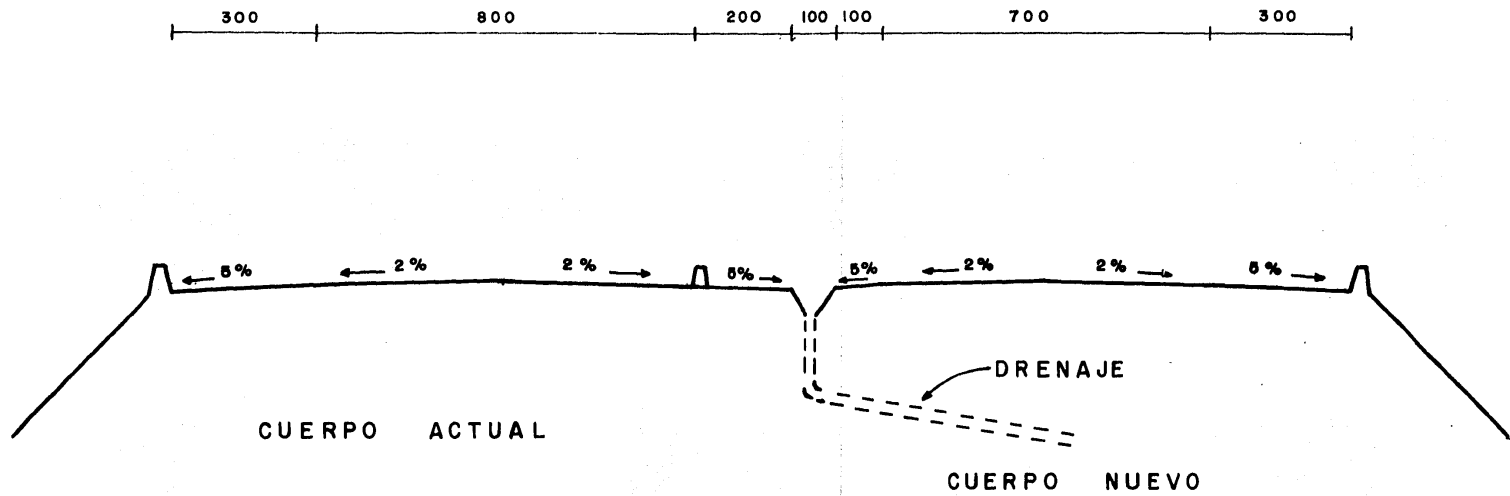 300 800 200 100 100 700 300
5% 2% 2% 5% 5% 2% 2% 5%
DRENAJE
CUERPO ACTUAL
CUERPO NUEVO